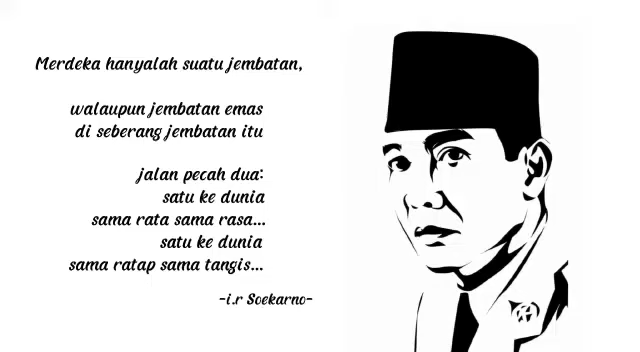 Merdeka hanyalah suatu jembatan,
walaupun jembatan emas
di seberang jembatan itu
jalan pecah dua:
satu ke dunia
sama rata sama rasa...
satu ke dunia
sama ratap sama tangis...
-i.r Soekarno-